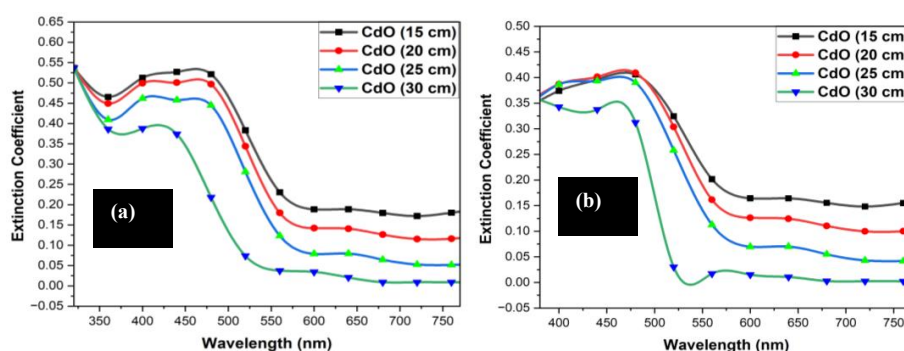 0.65
0.60
0.55
0.50
0.45
0.40
0.35
0.30
0.25
0.20
0.15
0.10
0.05
0.00
−0.05
Extinction Coefficient
CdO (15 cm)
CdO (20 cm)
CdO (25 cm)
CdO (30 cm)
(a)
350 400 450 500 550 600 650 700 750
Wavelength (nm)
0.50
0.45
0.40
0.35
0.30
0.25
0.20
0.15
0.10
0.05
0.00
−0.05
Extinction Coefficient
CdO (15 cm)
CdO (20 cm)
CdO (25 cm)
CdO (30 cm)
(b)
400 450 500 550 600 650 700 750
Wavelength (nm)